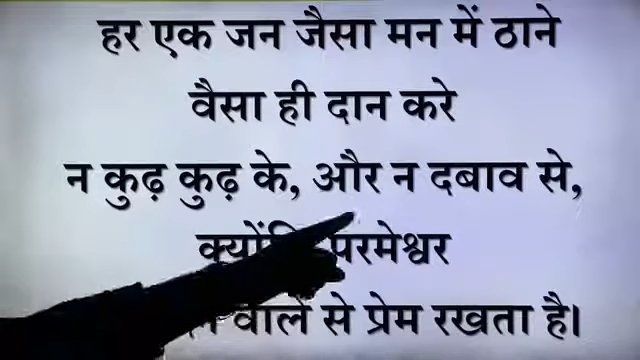 हर एक जन जैसा मन में ठाने
वैसा ही दान करे
न कुढ़ कुढ़ के, और न दबाव से,
परमेश्वर
वाले से प्रेम रखता है।